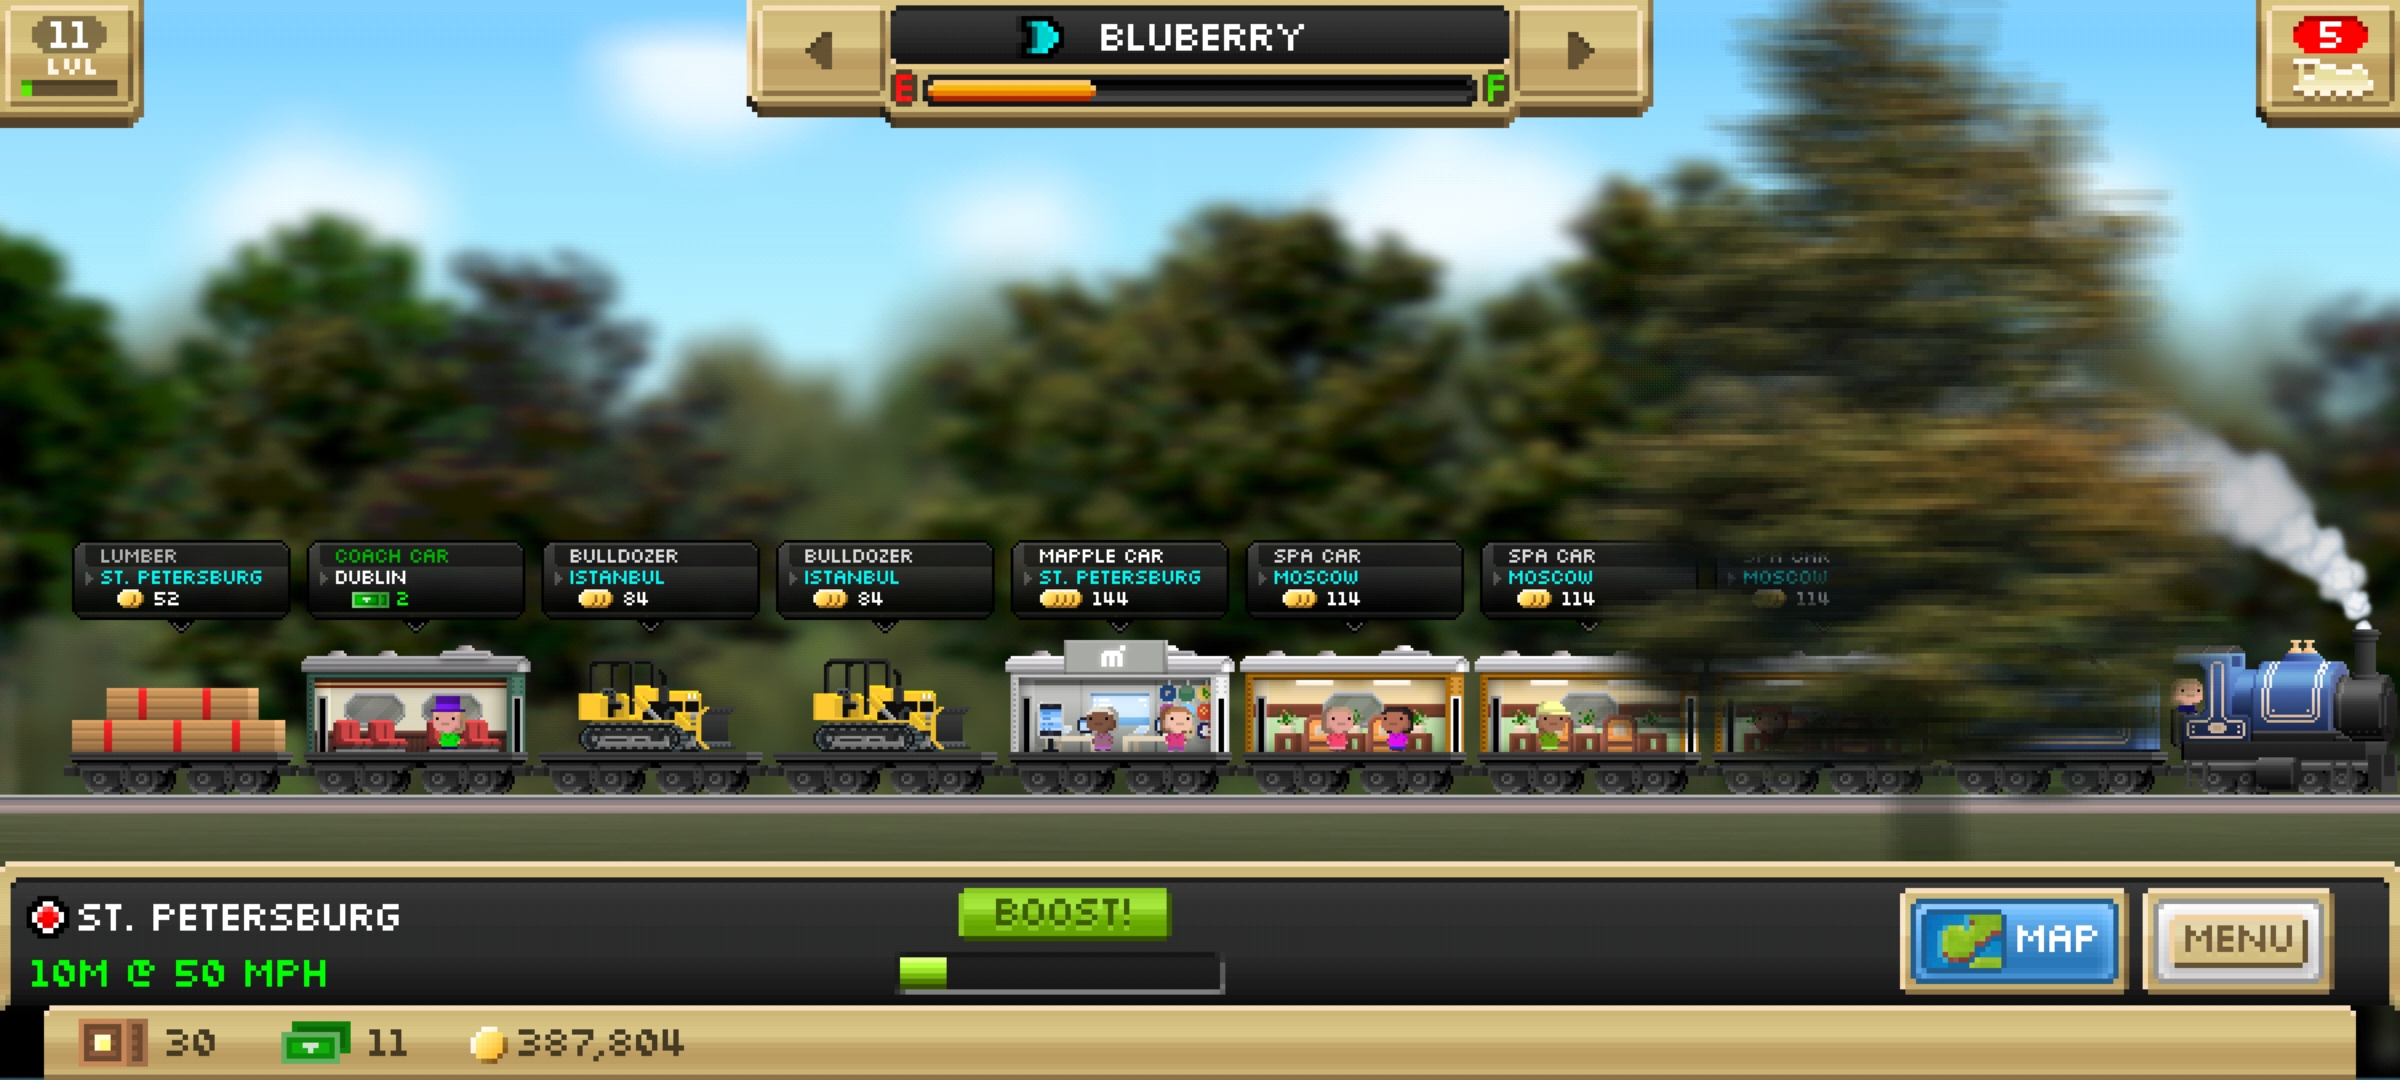 11
LVL
BLUBERRY
E
F
5
LUMBER
ST. PETERSBURG
52
COACH CAR
DUBLIN
2
BULLDOZER
ISTANBUL
84
BULLDOZER
ISTANBUL
84
MAPPLE CAR
ST. PETERSBURG
144
SPA CAR
MOSCOW
114
SPA CAR
MOSCOW
114
SPA CAR
MOSCOW
114
m
ST. PETERSBURG
10M @ 50 MPH
BOOST!
MAP
MENU
30
11
387,804